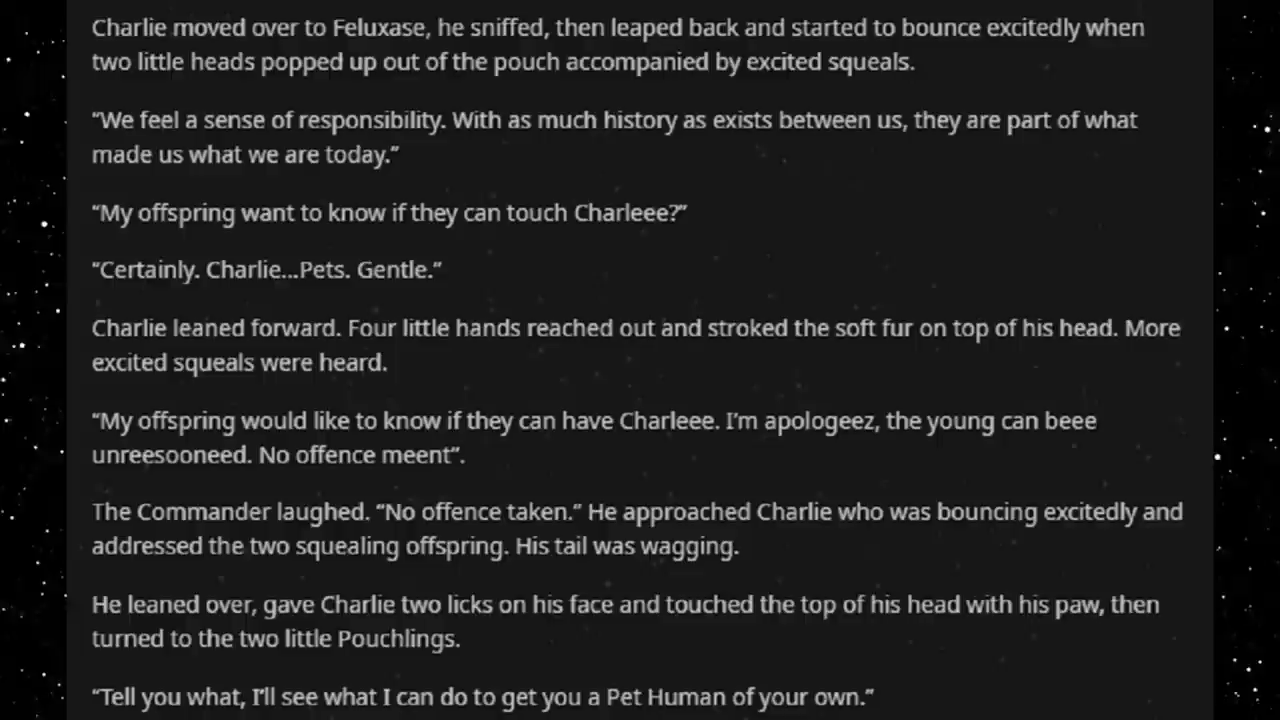 Charlie moved over to Feluxase, he sniffed, then leaped back and started to bounce excitedly when
two little heads popped up out of the pouch accompanied by excited squeals.
“We feel a sense of responsibility. With as much history as exists between us, they are part of what
made us what we are today.”
“My offspring want to know if they can touch Charleee?”
“Certainly. Charlie...Pets. Gentle.”
Charlie leaned forward. Four little hands reached out and stroked the soft fur on top of his head. More
excited squeals were heard.
“My offspring would like to know if they can have Charleee. I’m apologeez, the young can beee
unreesooneed. No offence meent”.
The Commander laughed. “No offence taken.” He approached Charlie who was bouncing excitedly and
addressed the two squealing offspring. His tail was wagging.
He leaned over, gave Charlie two licks on his face and touched the top of his head with his paw, then
turned to the two little Pouchlings.
“Tell you what, I’ll see what I can do to get you a Pet Human of your own.”